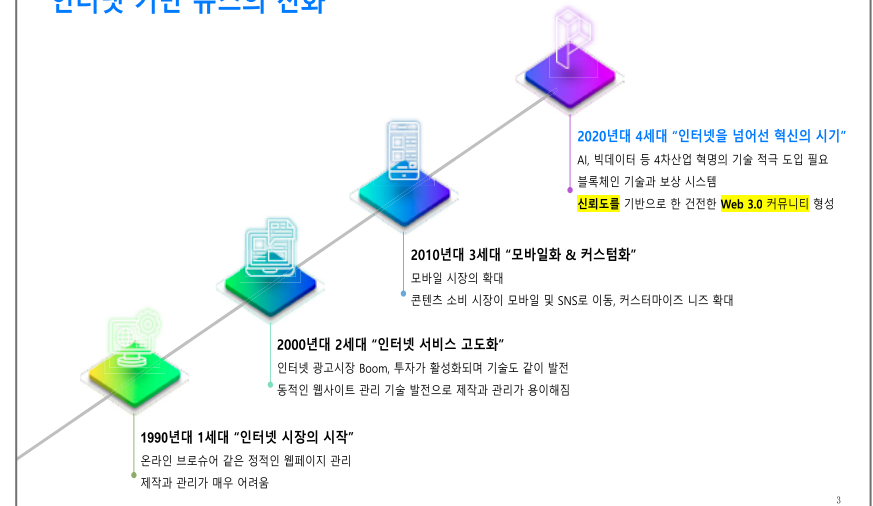 인터넷 기반 뉴스의 진화
2020년대 4세대 “인터넷을 넘어선 혁신의 시기”
AI, 빅데이터 등 4차산업 혁명의 기술 적극 도입 필요
블록체인 기술과 보상 시스템
신뢰도를 기반으로 한 건전한 Web 3.0 커뮤니티 형성
2010년대 3세대 “모바일화 & 커스텀화”
모바일 시장의 확대
콘텐츠 소비 시장이 모바일 및 SNS로 이동, 커스터마이즈 니즈 확대
2000년대 2세대 “인터넷 서비스 고도화”
인터넷 광고시장 Boom, 투자가 활성화되며 기술도 같이 발전
동적인 웹사이트 관리 기술 발전으로 제작과 관리가 용이해짐
1990년대 1세대 “인터넷 시장의 시작”
온라인 브로슈어 같은 정적인 웹페이지 관리
제작과 관리가 매우 어려움
3